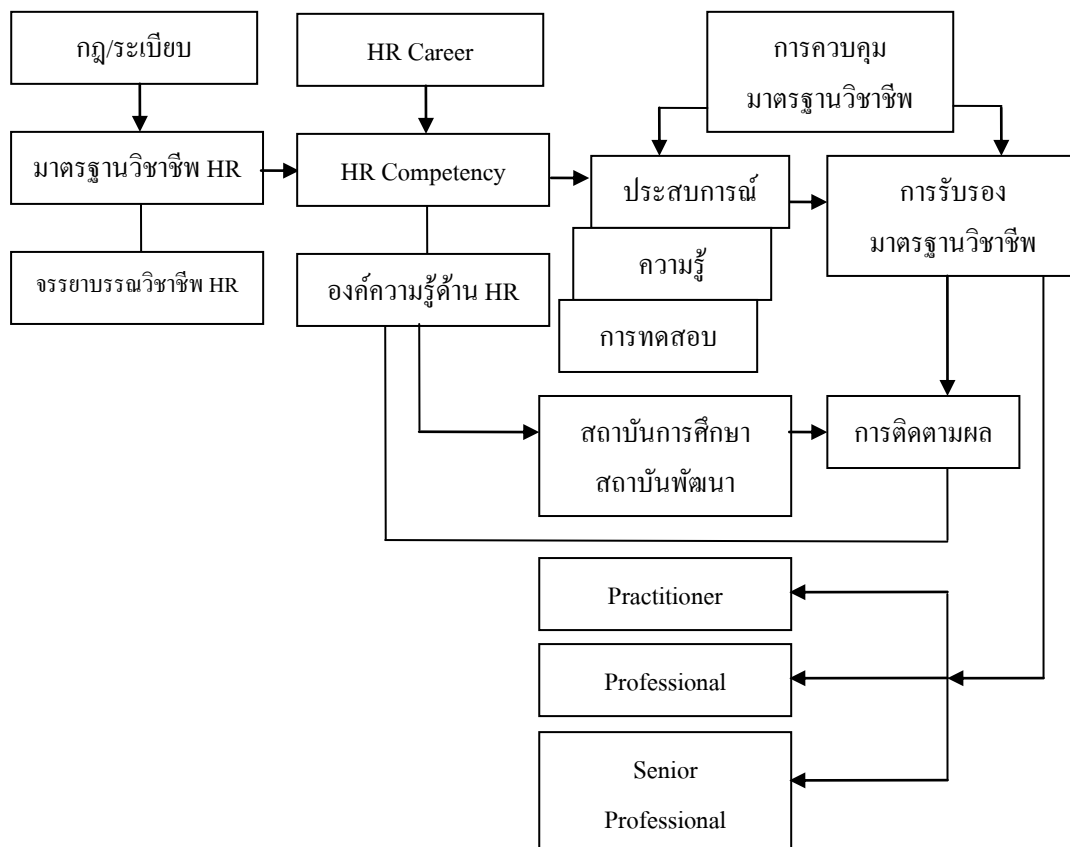 กฎ/ระเบียบ
HR Career
การควบคุม
มาตรฐานวิชาชีพ
มาตรฐานวิชาชีพ HR
HR Competency
ประสบการณ์
การรับรอง
มาตรฐานวิชาชีพ
ความรู้
จรรยาบรรณวิชาชีพ HR
องค์ความรู้ด้าน HR
การทดสอบ
สถาบันการศึกษา
สถาบันพัฒนา
การติดตามผล
Practitioner
Professional
Senior
Professional